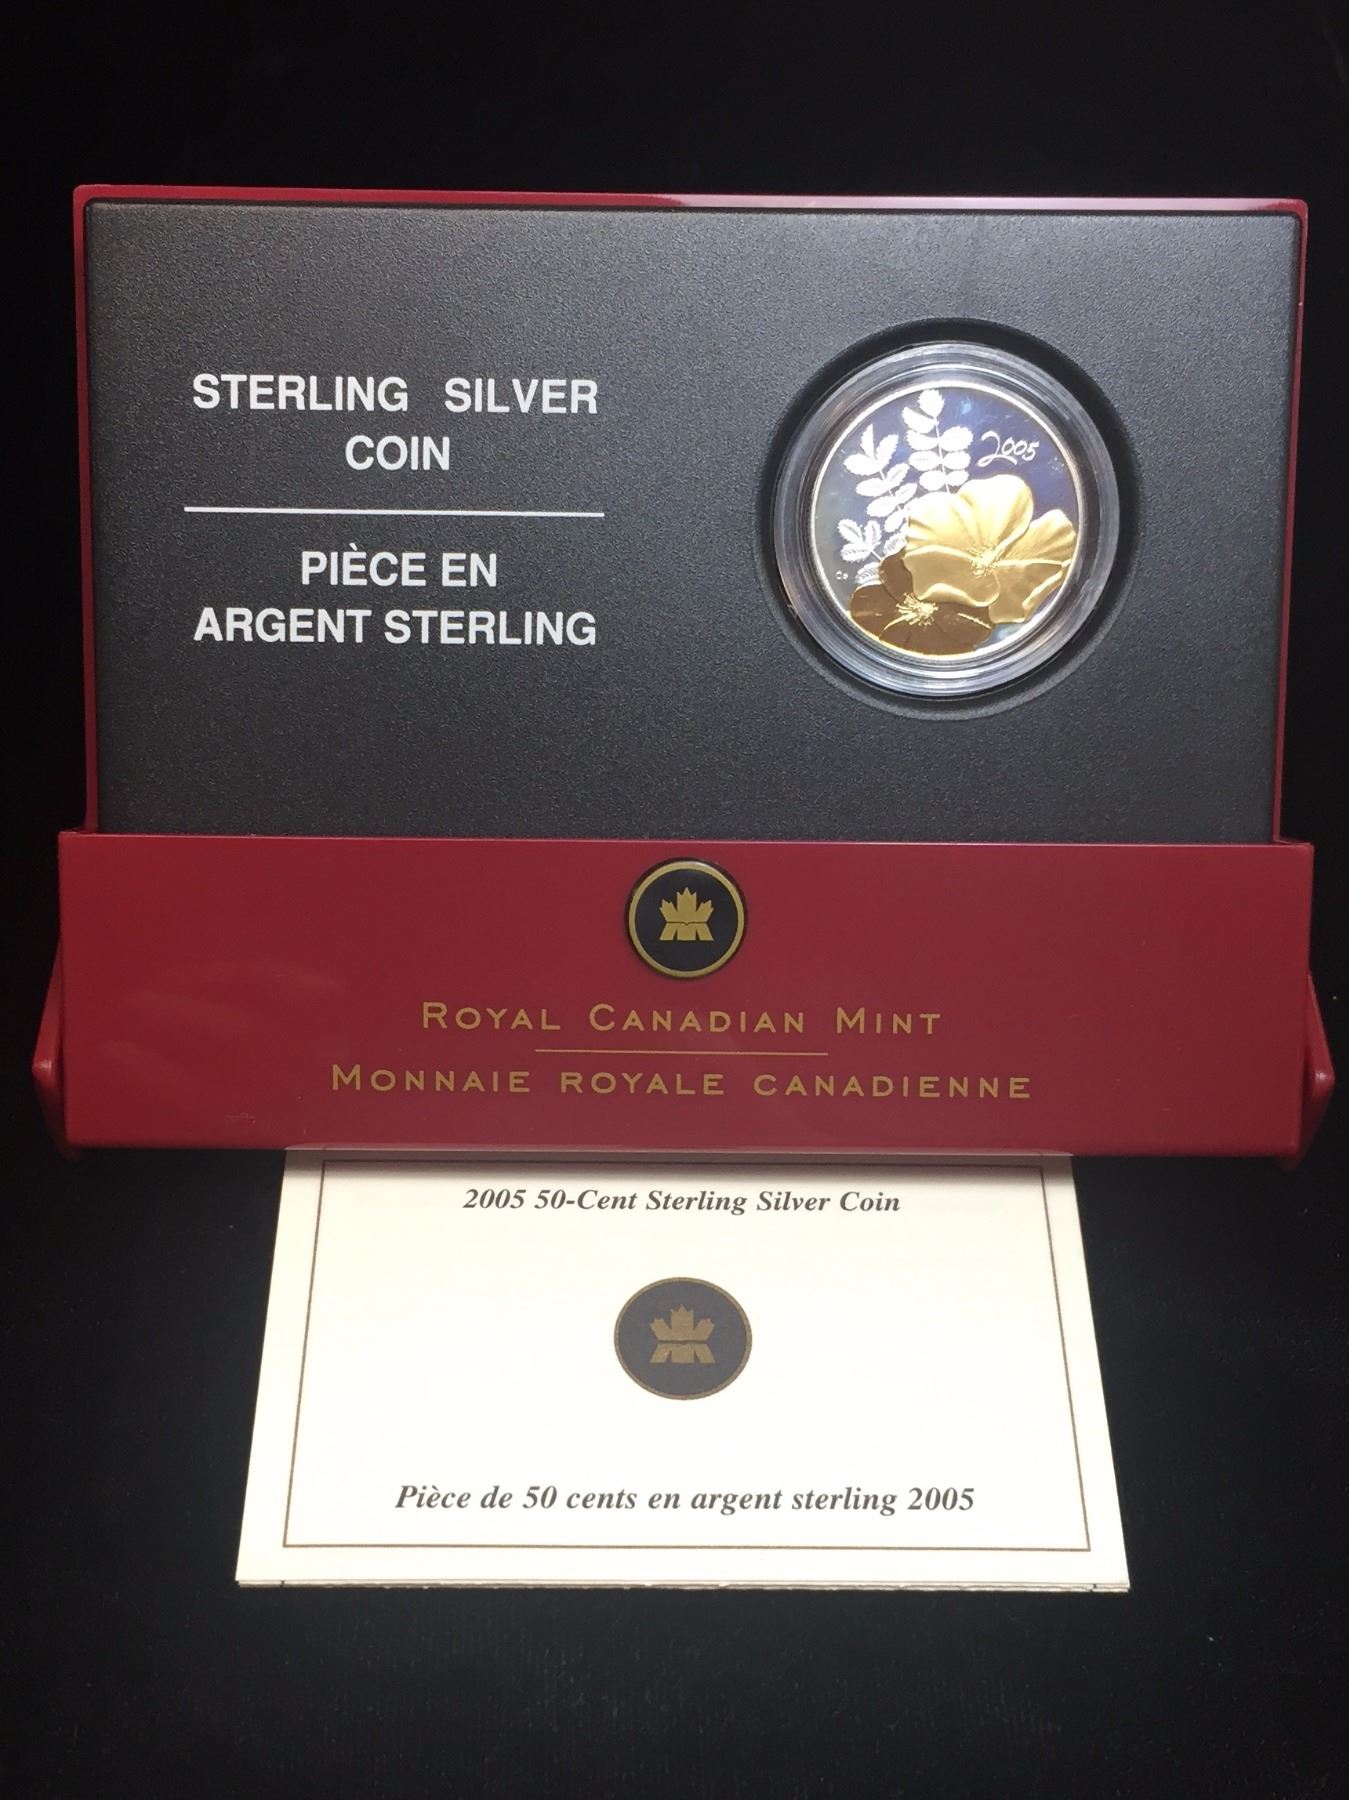 STERLING SILVER
COIN
PIÈCE EN
ARGENT STERLING
2005
ROYAL CANADIAN MINT
MONNAIE ROYALE CANADIENNE
2005 50-Cent Sterling Silver Coin
Pièce de 50 cents en argent sterling 2005